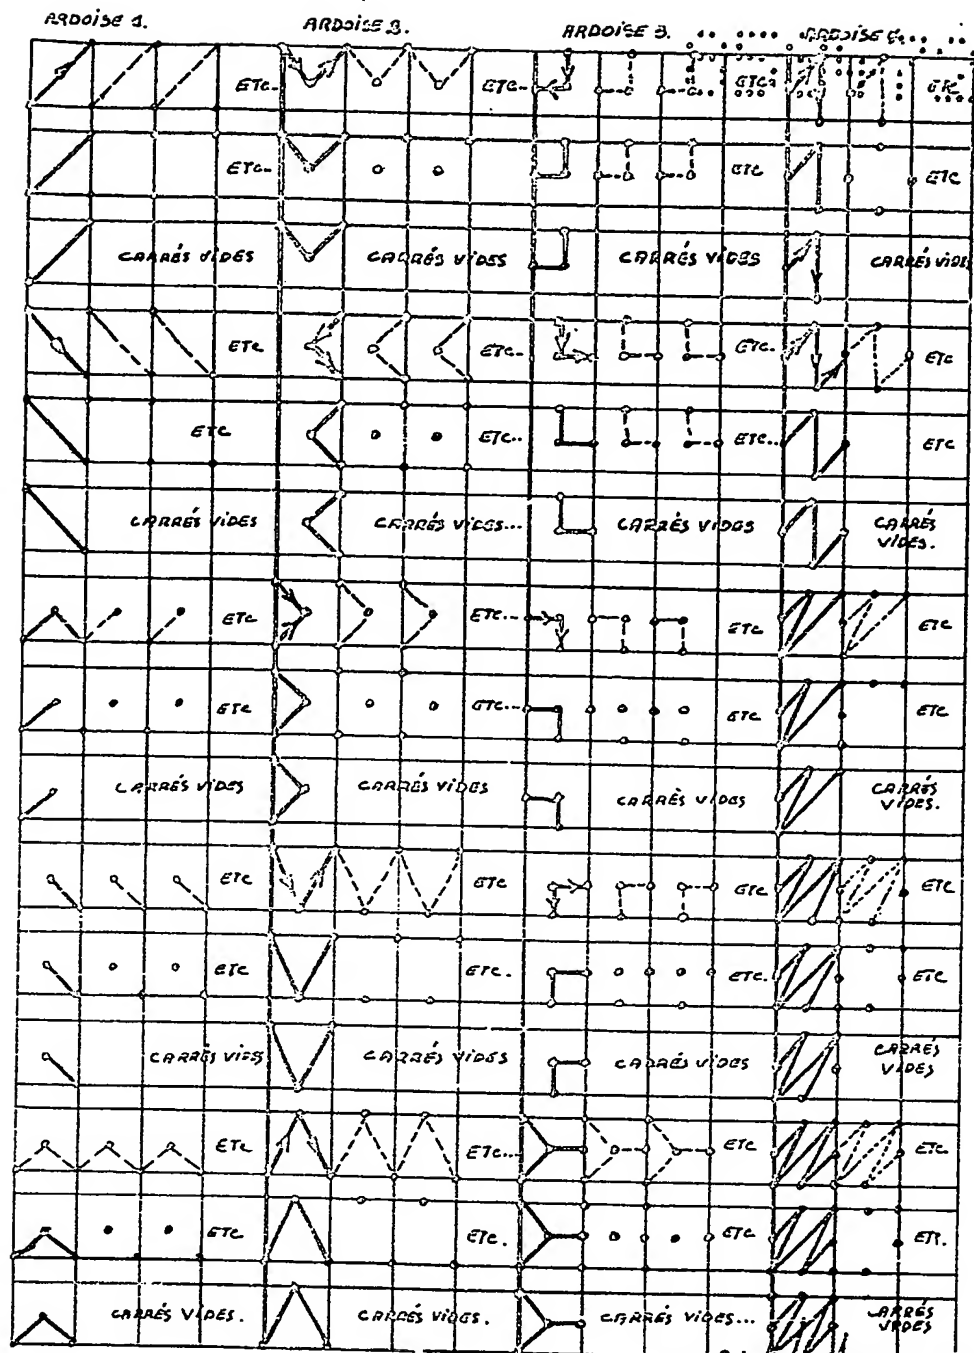 ARDOISE 1. ARDOISE 2. ARDOISE 3. ARDOISE
ETC.. ETC.. ETC. ETC
ETC.. ETC ETC
CARRÉS VIDES CARRÉS VIDES CARRÉS VIDES CARRÉS VIDES
ETC ETC.. ETC. ETC
ETC ETC.. ETC.. ETC
CARRÉS VIDES CARRÉS VIDES... CARRÉS VIDES CARRÉS
VIDES.
ETC ETC... ETC ETC
ETC ETC... ETC ETC
CARRÉS VIDES CARRÉS VIDES CARRÉS VIDES CARRÉS
VIDES.
ETC ETC ETC ETC
ETC ETC. ETC. ETC
CARRÉS VIDES CARRÉS VIDES CARRÉS VIDES CARRÉS
VIDES
ETC ETC... ETC ETC.
ETC ETC. ETC ETC.
CARRÉS VIDES. CARRÉS VIDES. CARRÉS VIDES... CARRÉS
VIDES